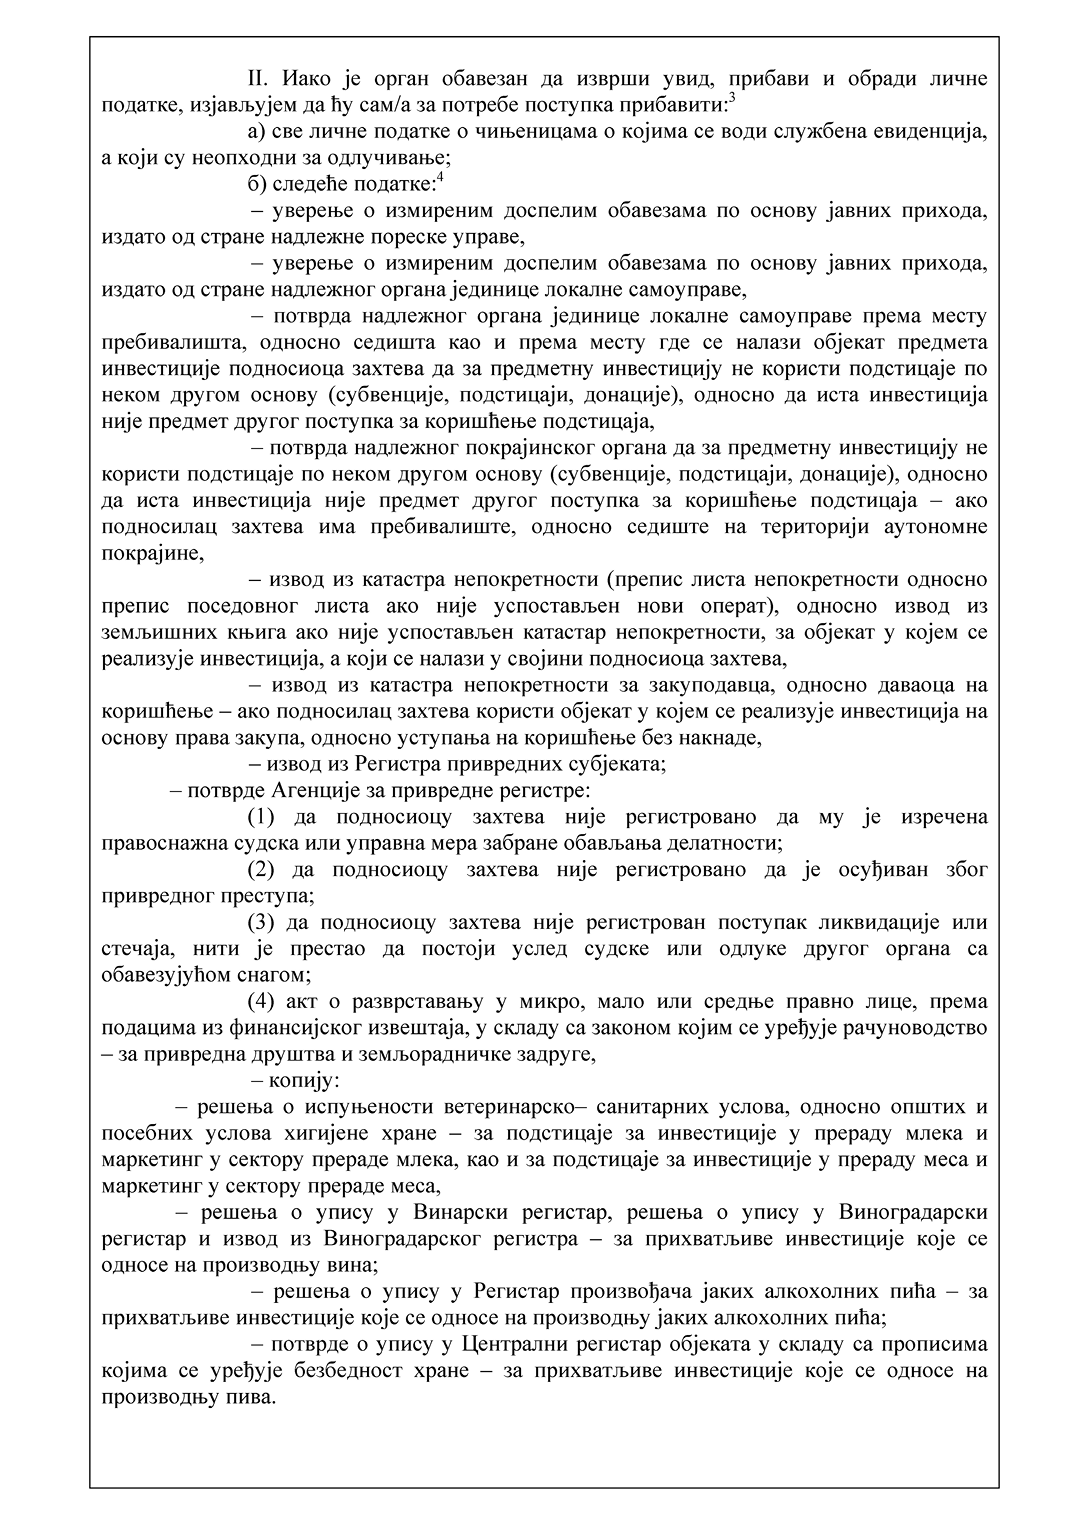 II. Иако је орган обавезан да изврши увид, прибави и обради личне
податке, изјављујем да ћу сам/а за потребе поступка прибавити:3
а) све личне податке о чињеницама о којима се води службена евиденција,
а који су неопходни за одлучивање;
б) следеће податке:4
– уверење о измиреним доспелим обавезама по основу јавних прихода,
издато од стране надлежне пореске управе,
– уверење о измиреним доспелим обавезама по основу јавних прихода,
издато од стране надлежног органа јединице локалне самоуправе,
– потврда надлежног органа јединице локалне самоуправе према месту
пребивалишта, односно седишта као и према месту где се налази објекат предмета
инвестиције подносиоца захтева да за предметну инвестицију не користи подстицаје по
неком другом основу (субвенције, подстицаји, донације), односно да иста инвестиција
није предмет другог поступка за коришћење подстицаја,
– потврда надлежног покрајинског органа да за предметну инвестицију не
користи подстицаје по неком другом основу (субвенције, подстицаји, донације), односно
да иста инвестиција није предмет другог поступка за коришћење подстицаја – ако
подносилац захтева има пребивалиште, односно седиште на територији аутономне
покрајине,
– извод из катастра непокретности (препис листа непокретности односно
препис поседовног листа ако није успостављен нови операт), односно извод из
земљишних књига ако није успостављен катастар непокретности, за објекат у којем се
реализује инвестиција, а који се налази у својини подносиоца захтева,
– извод из катастра непокретности за закуподавца, односно даваоца на
коришћење – ако подносилац захтева користи објекат у којем се реализује инвестиција на
основу права закупа, односно уступања на коришћење без накнаде,
– извод из Регистра привредних субјеката;
– потврде Агенције за привредне регистре:
(1) да подносиоцу захтева није регистровано да му је изречена
правоснажна судска или управна мера забране обављања делатности;
(2) да подносиоцу захтева није регистровано да је осуђиван због
привредног преступа;
(3) да подносиоцу захтева није регистрован поступак ликвидације или
стечаја, нити је престао да постоји услед судске или одлуке другог органа са
обавезујућом снагом;
(4) акт о разврставању у микро, мало или средње правно лице, према
подацима из финансијског извештаја, у складу са законом којим се уређује рачуноводство
– за привредна друштва и земљорадничке задруге,
– копију:
– решења о испуњености ветеринарско– санитарних услова, односно општих и
посебних услова хигијене хране – за подстицаје за инвестиције у прераду млека и
маркетинг у сектору прераде млека, као и за подстицаје за инвестиције у прераду меса и
маркетинг у сектору прераде меса,
– решења о упису у Винарски регистар, решења о упису у Виноградарски
регистар и извод из Виноградарског регистра – за прихватљиве инвестиције које се
односе на производњу вина;
– решења о упису у Регистар произвођача јаких алкохолних пића – за
прихватљиве инвестиције које се односе на производњу јаких алкохолних пића;
– потврде о упису у Централни регистар објеката у складу са прописима
којима се уређује безбедност хране – за прихватљиве инвестиције које се односе на
производњу пива.